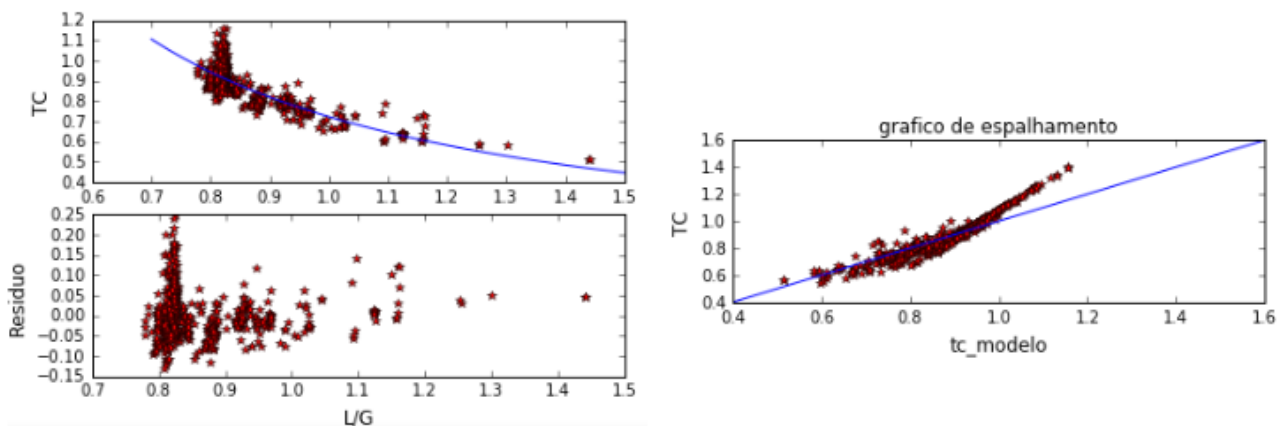 1.2
1.1
1.0
0.9
0.8
0.7
0.6
0.5
0.4
TC
0.6 0.7 0.8 0.9 1.0 1.1 1.2 1.3 1.4 1.5
0.25
0.20
0.15
0.10
0.05
0.00
−0.05
−0.10
−0.15
Residuo
0.7 0.8 0.9 1.0 1.1 1.2 1.3 1.4 1.5
L/G
grafico de espalhamento
1.6
1.4
1.2
1.0
0.8
0.6
0.4
TC
0.4 0.6 0.8 1.0 1.2 1.4 1.6
tc_modelo